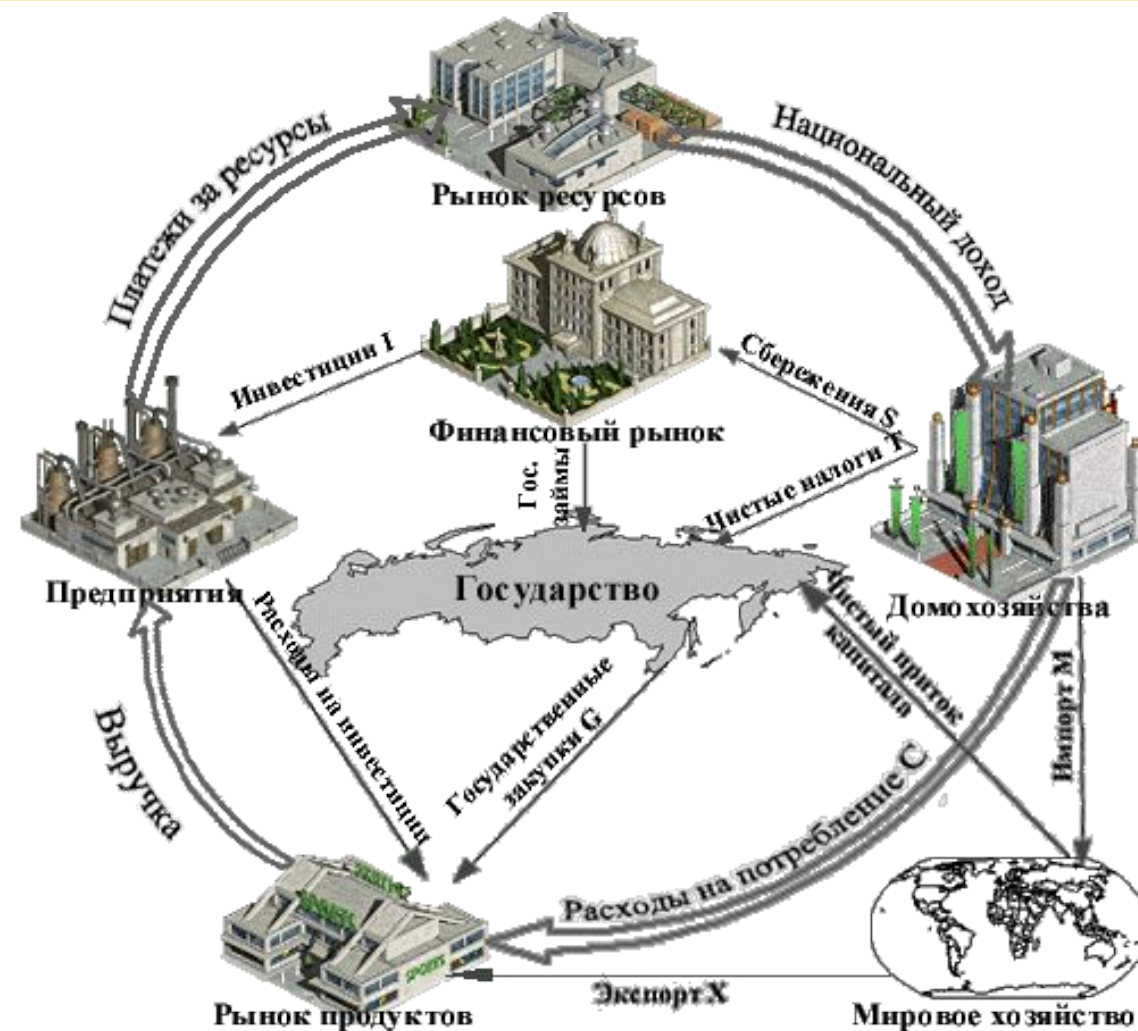 Рынок ресурсов
Платежи за ресурсы
Национальный доход
Инвестиции I
Сбережения S
Финансовый рынок
Гос.
займы
Чистые налоги T
Предприятия
Государство
Домохозяйства
Расходы на инвестиции
Государственные
закупки G
Чистый приток
капитала
Импорт М
Выручка
Расходы на потребление С
Экспорт X
Рынок продуктов
Мировое хозяйство
SPORTS